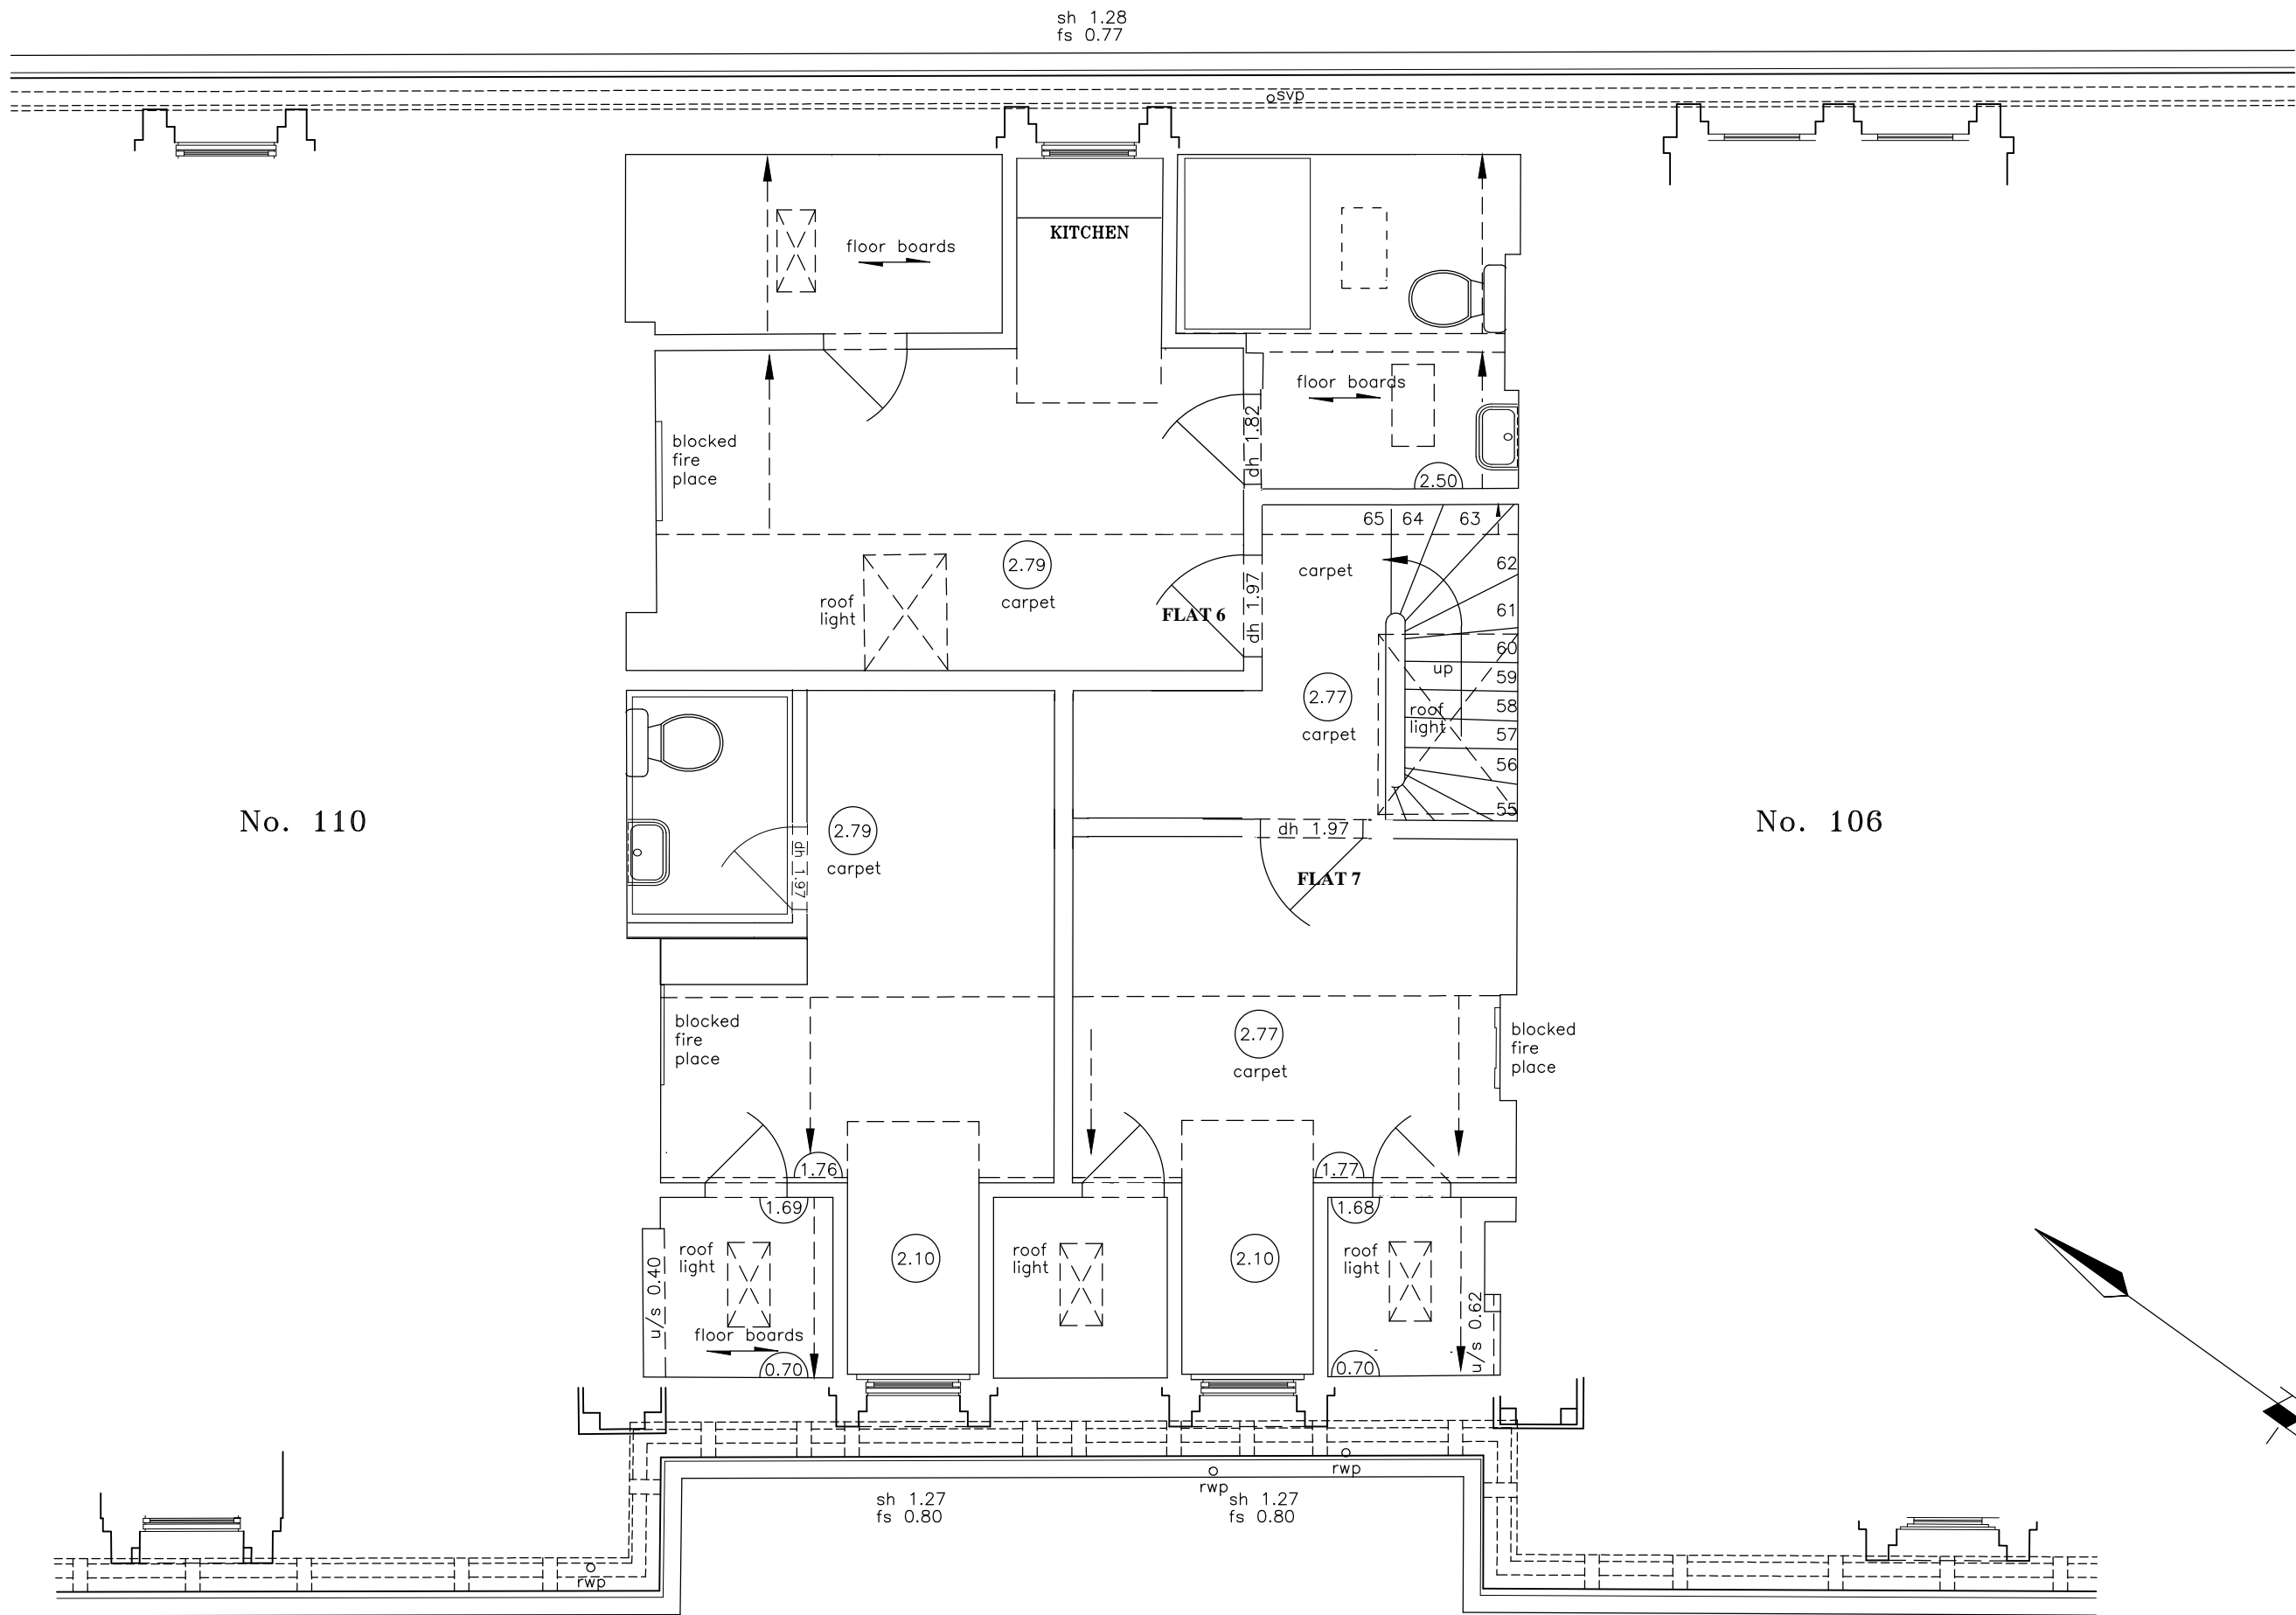 sh 1.28
fs 0.77
svp
KITCHEN
floor boards
floor boards
dh 1.82
blocked
fire
place
2.50
65 64 63
62
61
60
59
58
57
56
55
carpet
2.79
carpet
roof
light
FLAT 6
dh 1.97
up
2.77
carpet
roof
light
No. 110
2.79
carpet
dh 1.97
dh 1.97
FLAT 7
No. 106
blocked
fire
place
2.77
carpet
blocked
fire
place
1.76
1.77
1.69
1.68
roof
light
2.10
roof
light
2.10
roof
light
u/s 0.40
u/s 0.62
floor boards
0.70
0.70
rwp
rwp
sh 1.27
fs 0.80
sh 1.27
fs 0.80
rwp